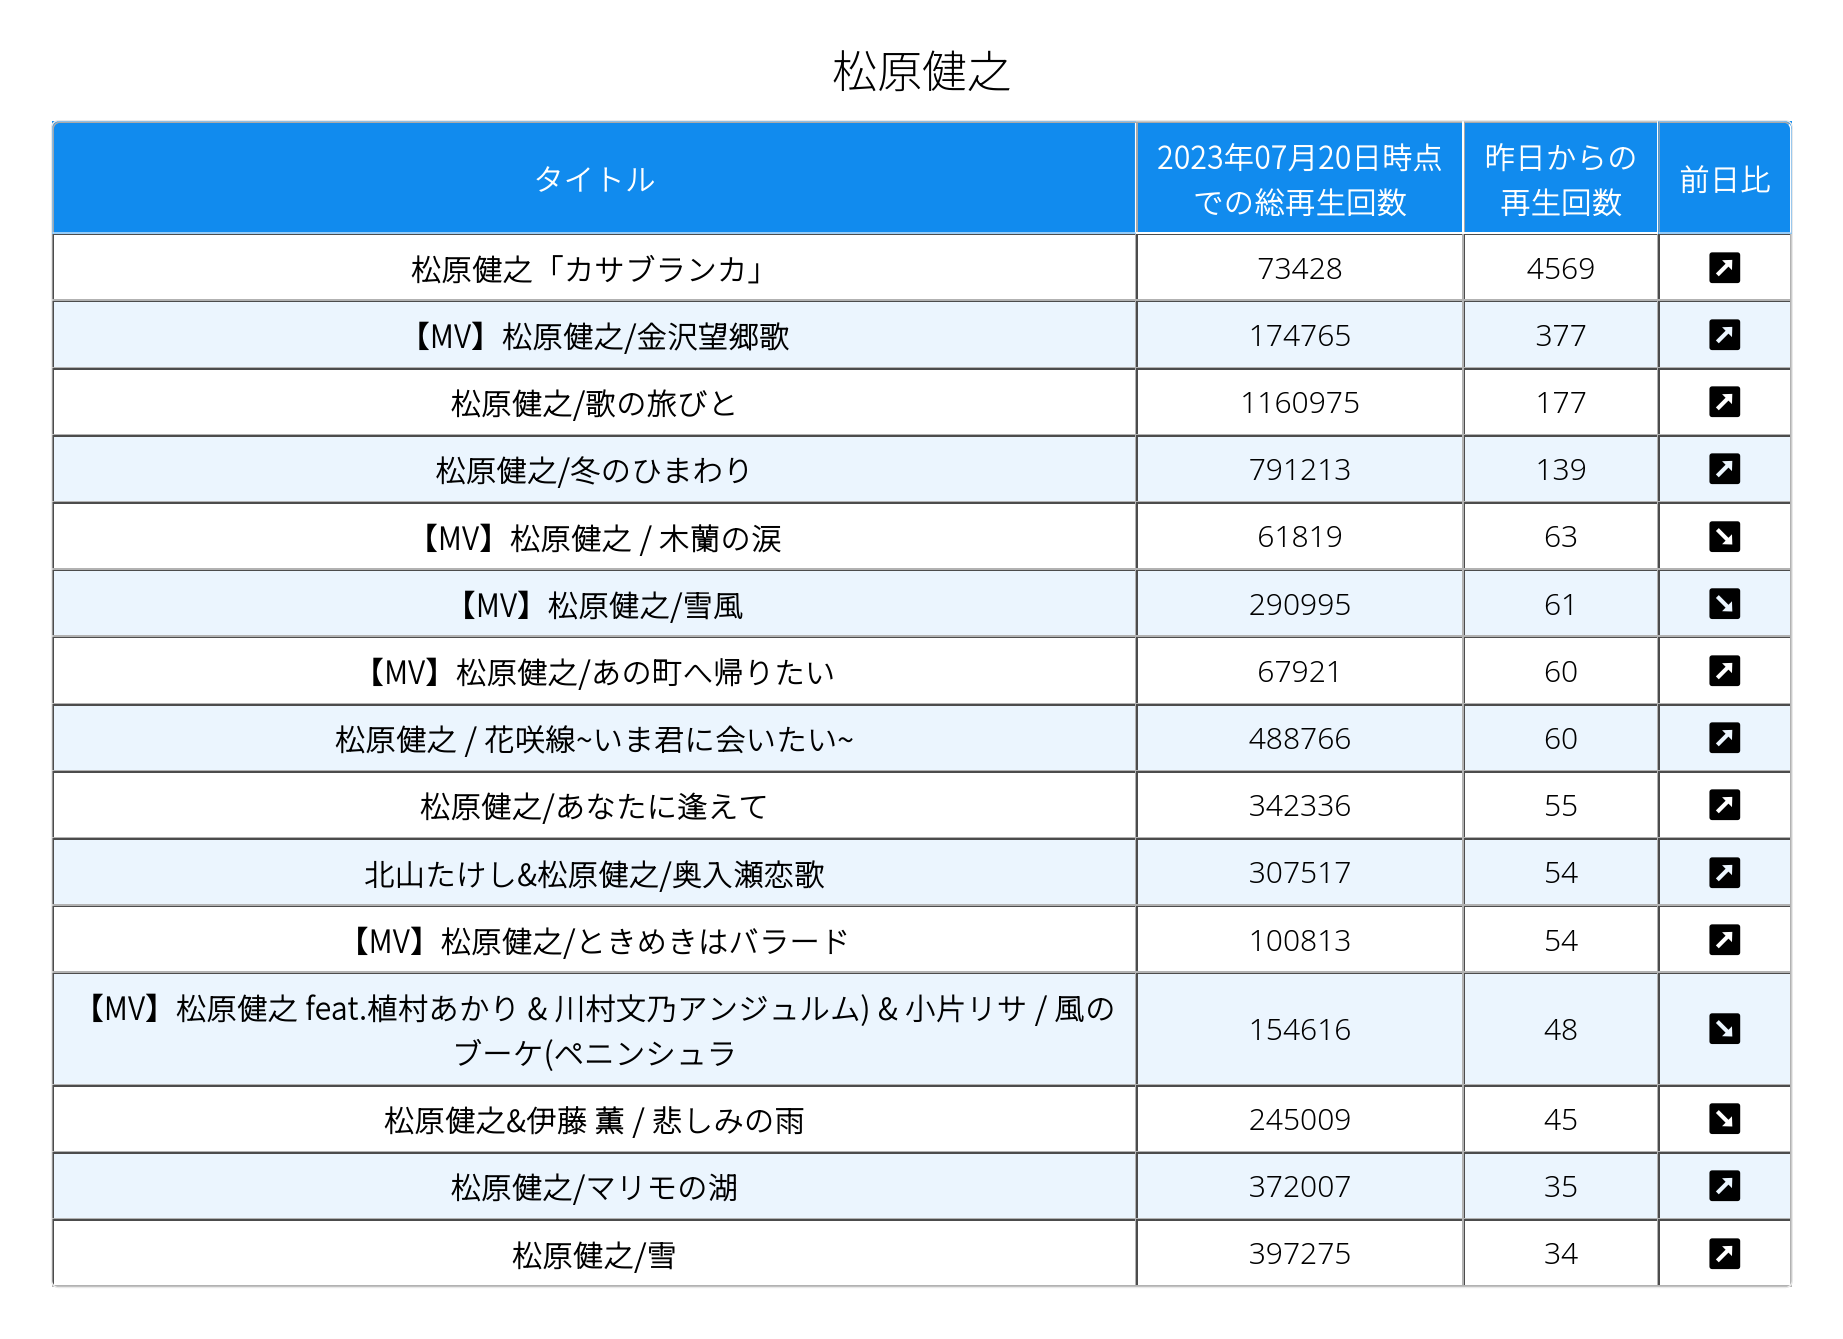 松原健之
タイトル
2023年07月20日時点
での総再生回数
昨日からの
再生回数
前日比
松原健之「カサブランカ」 73428 4569
【MV】松原健之/金沢望郷歌 174765 377
松原健之/歌の旅びと 1160975 177
松原健之/冬のひまわり 791213 139
【MV】松原健之 / 木蘭の涙 61819 63
【MV】松原健之/雪風 290995 61
【MV】松原健之/あの町へ帰りたい 67921 60
松原健之 / 花咲線~いま君に会いたい~ 488766 60
松原健之/あなたに逢えて 342336 55
北山たけし&松原健之/奥入瀬恋歌 307517 54
【MV】松原健之/ときめきはバラード 100813 54
【MV】松原健之 feat.植村あかり & 川村文乃アンジュルム) & 小片リサ / 風の
ブーケ(ペニンシュラ
154616 48
松原健之&伊藤 薫 / 悲しみの雨 245009 45
松原健之/マリモの湖 372007 35
松原健之/雪 397275 34